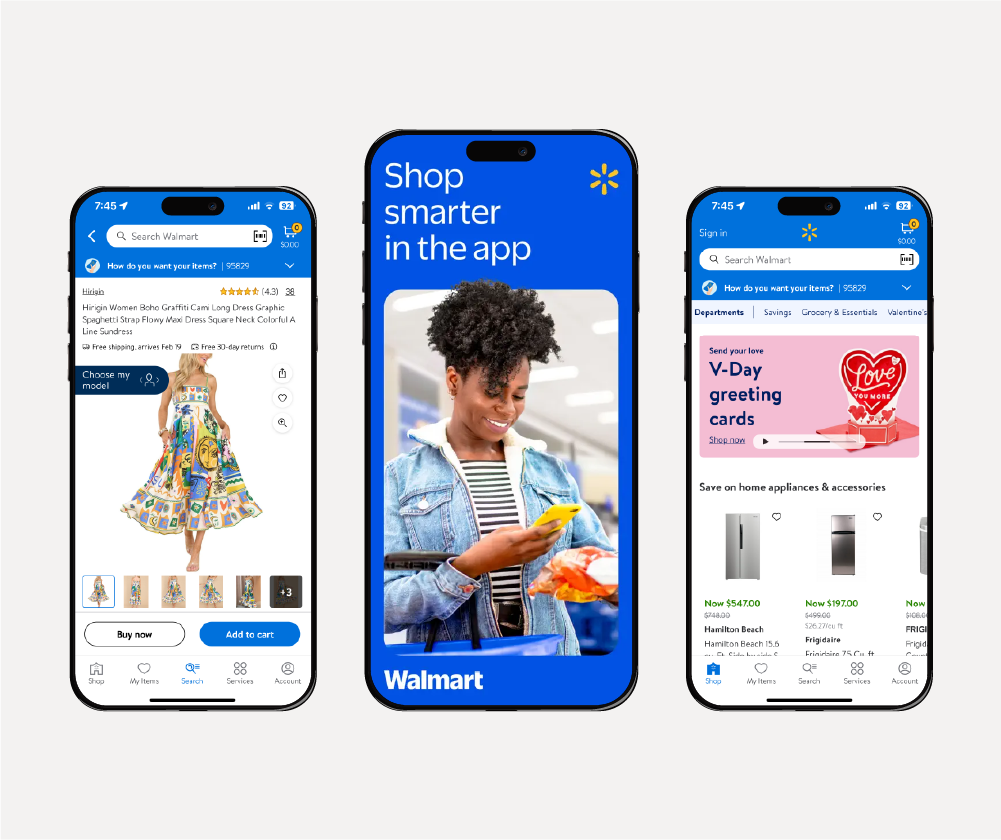 7:45
92
Search Walmart
0
$0.00
How do you want your items? | 95829
Hirigin
(4.3) 38
Hirigin Women Boho Graffiti Cami Long Dress Graphic
Spaghetti Strap Flowy Maxi Dress Square Neck Colorful A
Line Sundress
Free shipping, arrives Feb 19 Free 30-day returns
Choose my
model
+3
Buy now
Add to cart
Shop
My Items
Search
Services
Account
Shop
smarter
in the app
Walmart
7:45
92
Sign in
0
$0.00
Search Walmart
How do you want your items? | 95829
Departments Savings Grocery & Essentials Valentine's
Send your love
V-Day
greeting
cards
Shop now
Love
YOU MORE
Save on home appliances & accessories
Now $547.00
$748.00
Hamilton Beach
Hamilton Beach 15.6
Now $197.00
$499.00
$26.27/cu ft
Frigidaire
Frigidaire 7.5 Cu. ft.
Now
$108.0
FRIGI
Frigid
Shop
My Items
Search
Services
Account